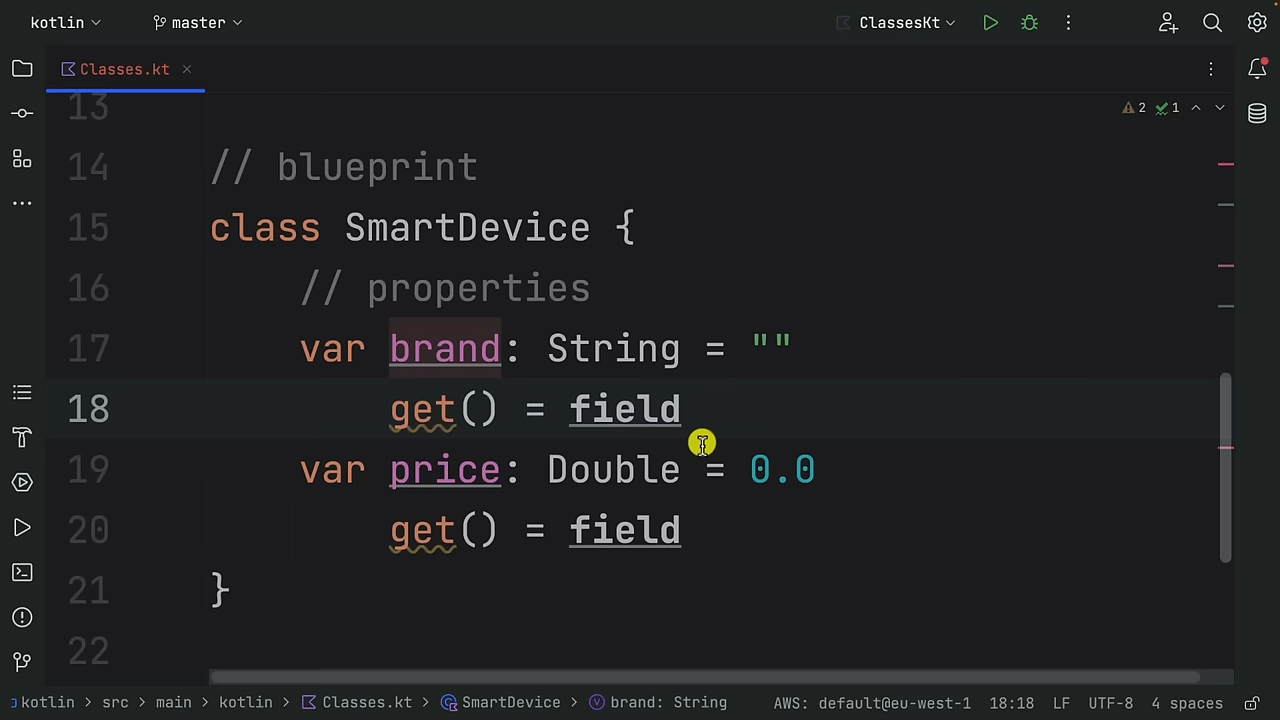 kotlin
master
ClassesKt
Classes.kt
2 1
13
14 // blueprint
15 class SmartDevice {
16 // properties
17 var brand: String = ""
18 get() = field
19 var price: Double = 0.0
20 get() = field
21 }
22
kotlin > src > main > kotlin > Classes.kt > SmartDevice > brand: String AWS: default@eu-west-1 18:18 LF UTF-8 4 spaces